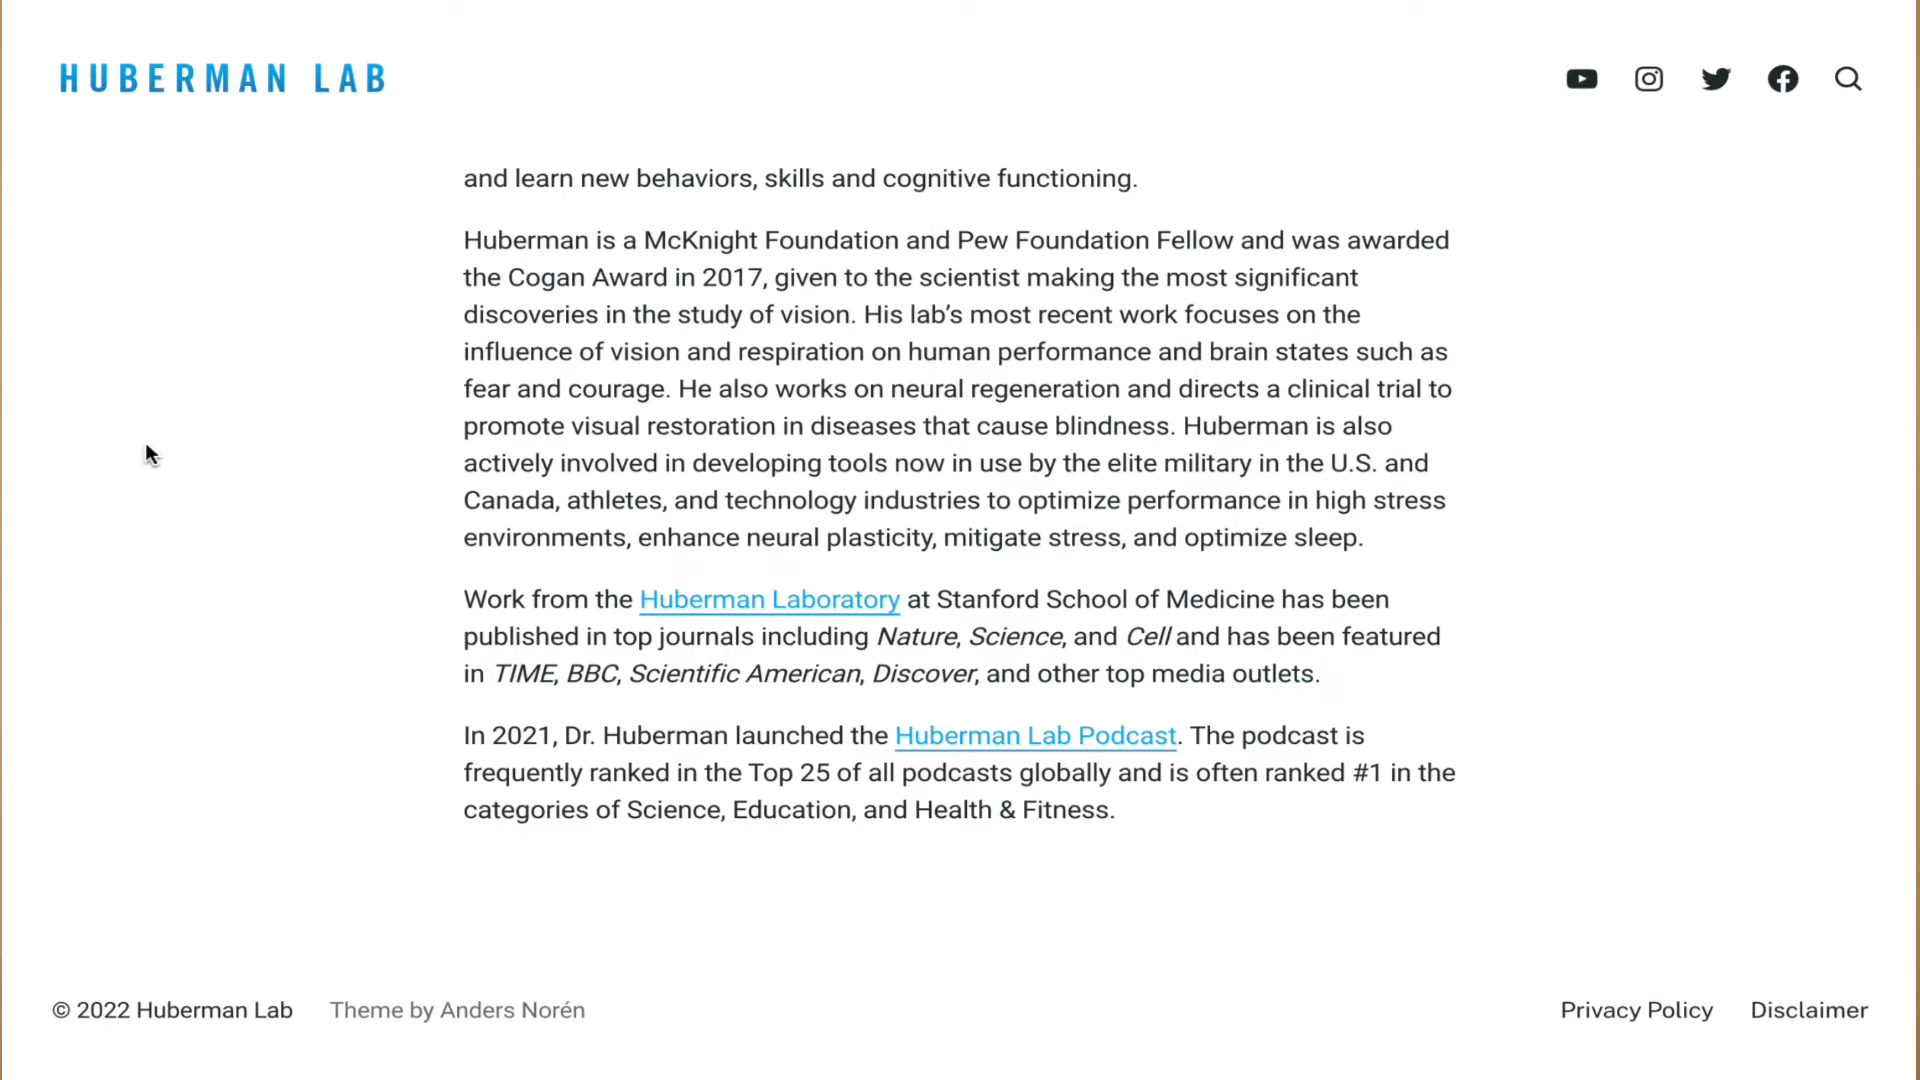 HUBERMAN LAB
and learn new behaviors, skills and cognitive functioning.
Huberman is a McKnight Foundation and Pew Foundation Fellow and was awarded
the Cogan Award in 2017, given to the scientist making the most significant
discoveries in the study of vision. His lab’s most recent work focuses on the
influence of vision and respiration on human performance and brain states such as
fear and courage. He also works on neural regeneration and directs a clinical trial to
promote visual restoration in diseases that cause blindness. Huberman is also
actively involved in developing tools now in use by the elite military in the U.S. and
Canada, athletes, and technology industries to optimize performance in high stress
environments, enhance neural plasticity, mitigate stress, and optimize sleep.
Work from the Huberman Laboratory at Stanford School of Medicine has been
published in top journals including Nature, Science, and Cell and has been featured
in TIME, BBC, Scientific American, Discover, and other top media outlets.
In 2021, Dr. Huberman launched the Huberman Lab Podcast. The podcast is
frequently ranked in the Top 25 of all podcasts globally and is often ranked #1 in the
categories of Science, Education, and Health & Fitness.
© 2022 Huberman Lab Theme by Anders Norén Privacy Policy Disclaimer